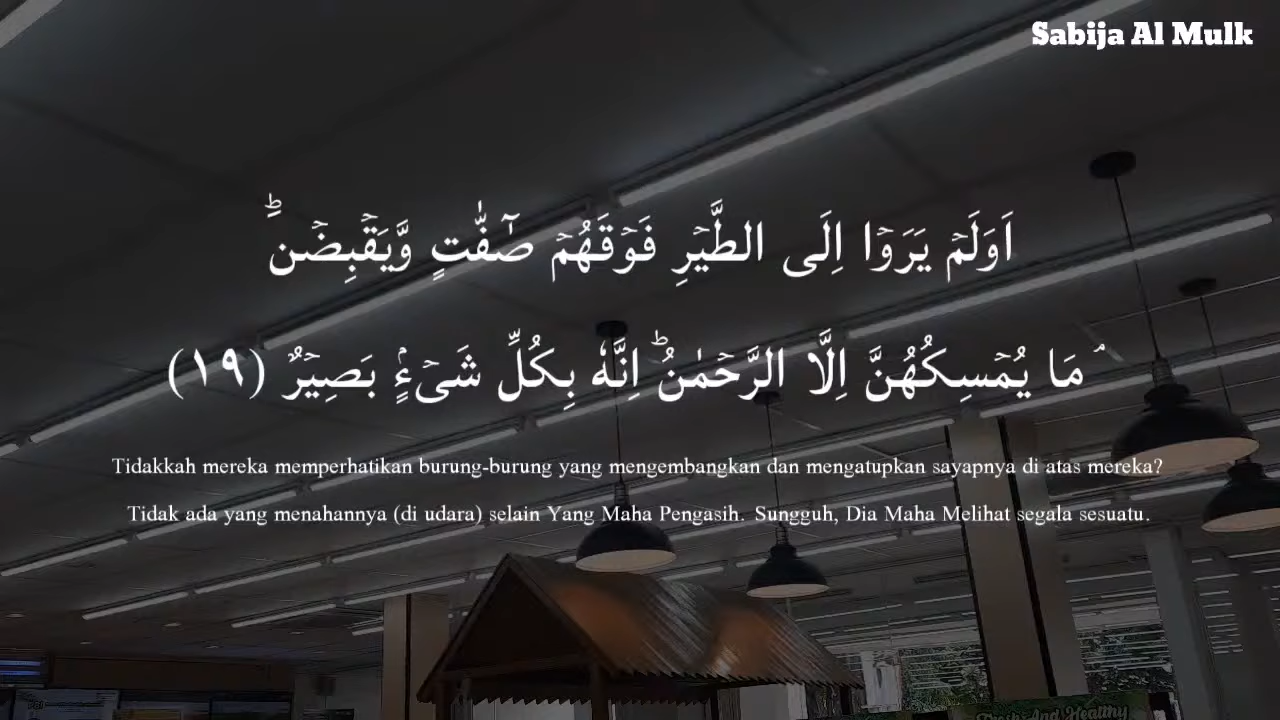 Sabija Al Mulk
اَوَلَمۡ يَرَوۡا اِلَى الطَّيۡرِ فَوۡقَهُمۡ صٰٓفّٰتٍ وَّيَقۡبِضۡنَ ؕ
ۘ مَا يُمۡسِكُهُنَّ اِلَّا الرَّحۡمٰنُ‌ؕ اِنَّهٗ بِكُلِّ شَىۡءٍۢ بَصِيۡرٌ (١٩)
Tidakkah mereka memperhatikan burung-burung yang mengembangkan dan mengatupkan sayapnya di atas mereka?
Tidak ada yang menahannya (di udara) selain Yang Maha Pengasih. Sungguh, Dia Maha Melihat segala sesuatu.
Fresh And Healthy